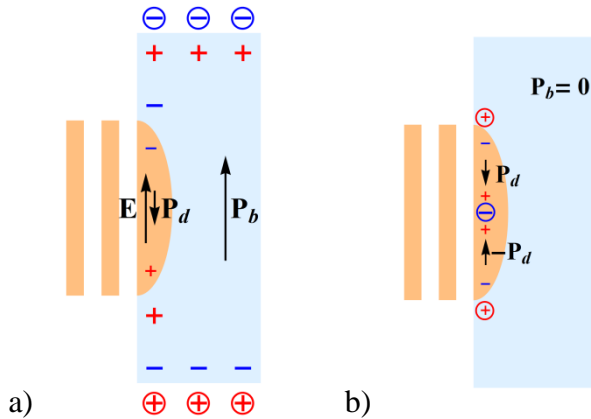 E
P_d
P_b
a)
P_b = 0
P_d
−P_d
b)